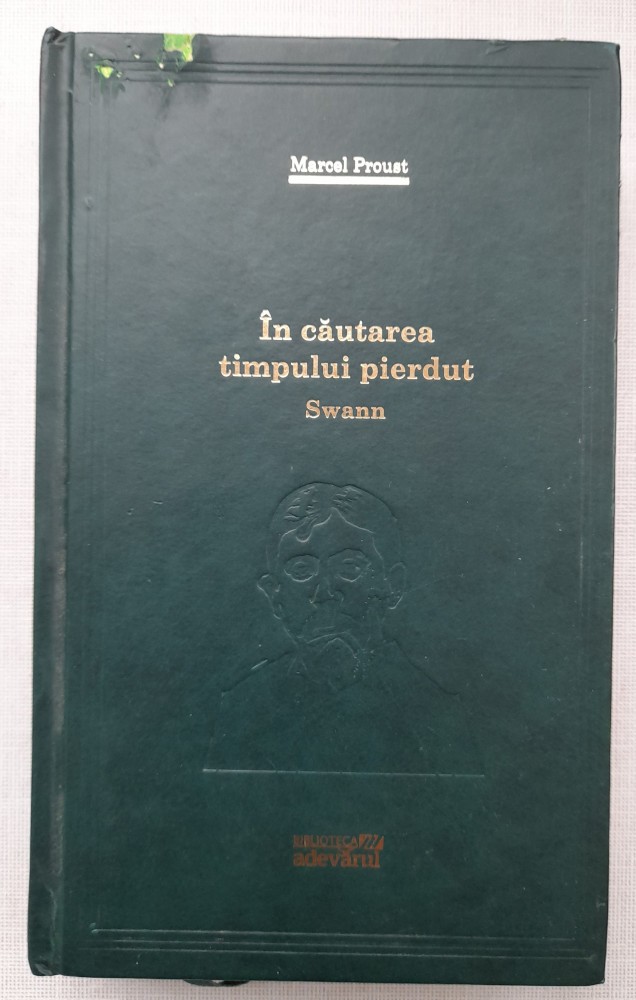 Marcel Proust
În căutarea
timpului pierdut
Swann
BIBLIOTECA
adevărul